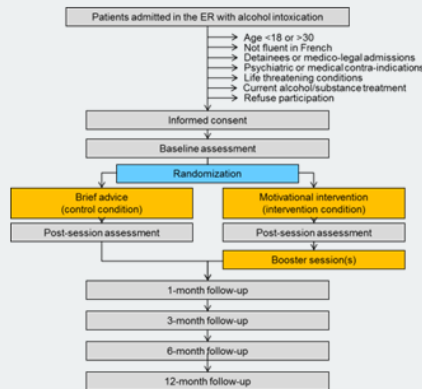 Patients admitted in the ER with alcohol intoxication
Age <18 or >30
Not fluent in French
Detainees or medico-legal admissions
Psychiatric or medical contra-indications
Life threatening conditions
Current alcohol/substance treatment
Refuse participation
Informed consent
Baseline assessment
Randomization
Brief advice
(control condition)
Motivational intervention
(intervention condition)
Post-session assessment
Post-session assessment
Booster session(s)
1-month follow-up
3-month follow-up
6-month follow-up
12-month follow-up